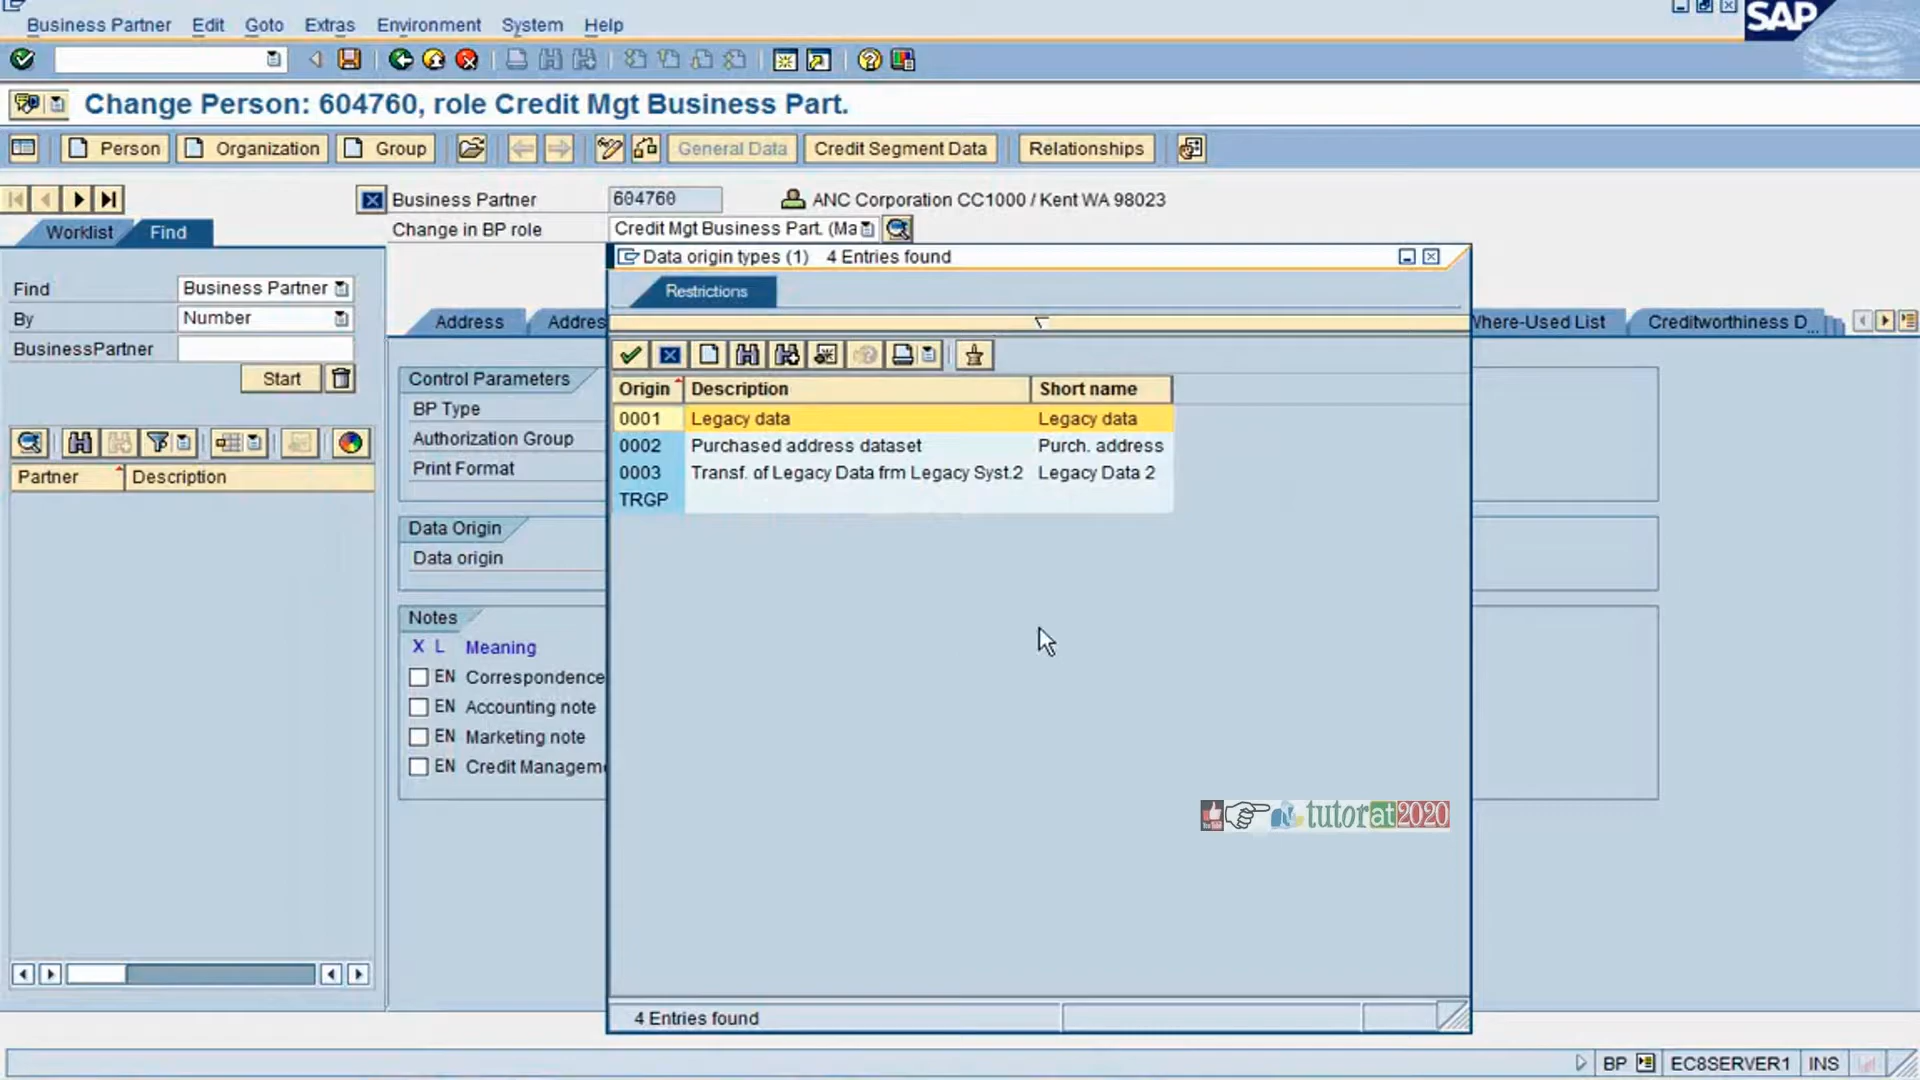 Business Partner Edit Goto Extras Environment System Help
SAP
Change Person: 604760, role Credit Mgt Business Part.
Person Organization Group General Data Credit Segment Data Relationships
Business Partner 604760 ANC Corporation CC1000 / Kent WA 98023
Worklist Find
Change in BP role Credit Mgt Business Part. (Ma
Data origin types (1) 4 Entries found
Restrictions
Find Business Partner
By Number
BusinessPartner
Start
Address Addres
Where-Used List Creditworthiness D...
Control Parameters
BP Type
Authorization Group
Print Format
Origin Description Short name
0001 Legacy data Legacy data
0002 Purchased address dataset Purch. address
0003 Transf. of Legacy Data frm Legacy Syst.2 Legacy Data 2
TRGP
Partner Description
Data Origin
Data origin
Notes
X L Meaning
EN Correspondence
EN Accounting note
EN Marketing note
EN Credit Manageme
tutorat2020
4 Entries found
BP EC8SERVER1 INS